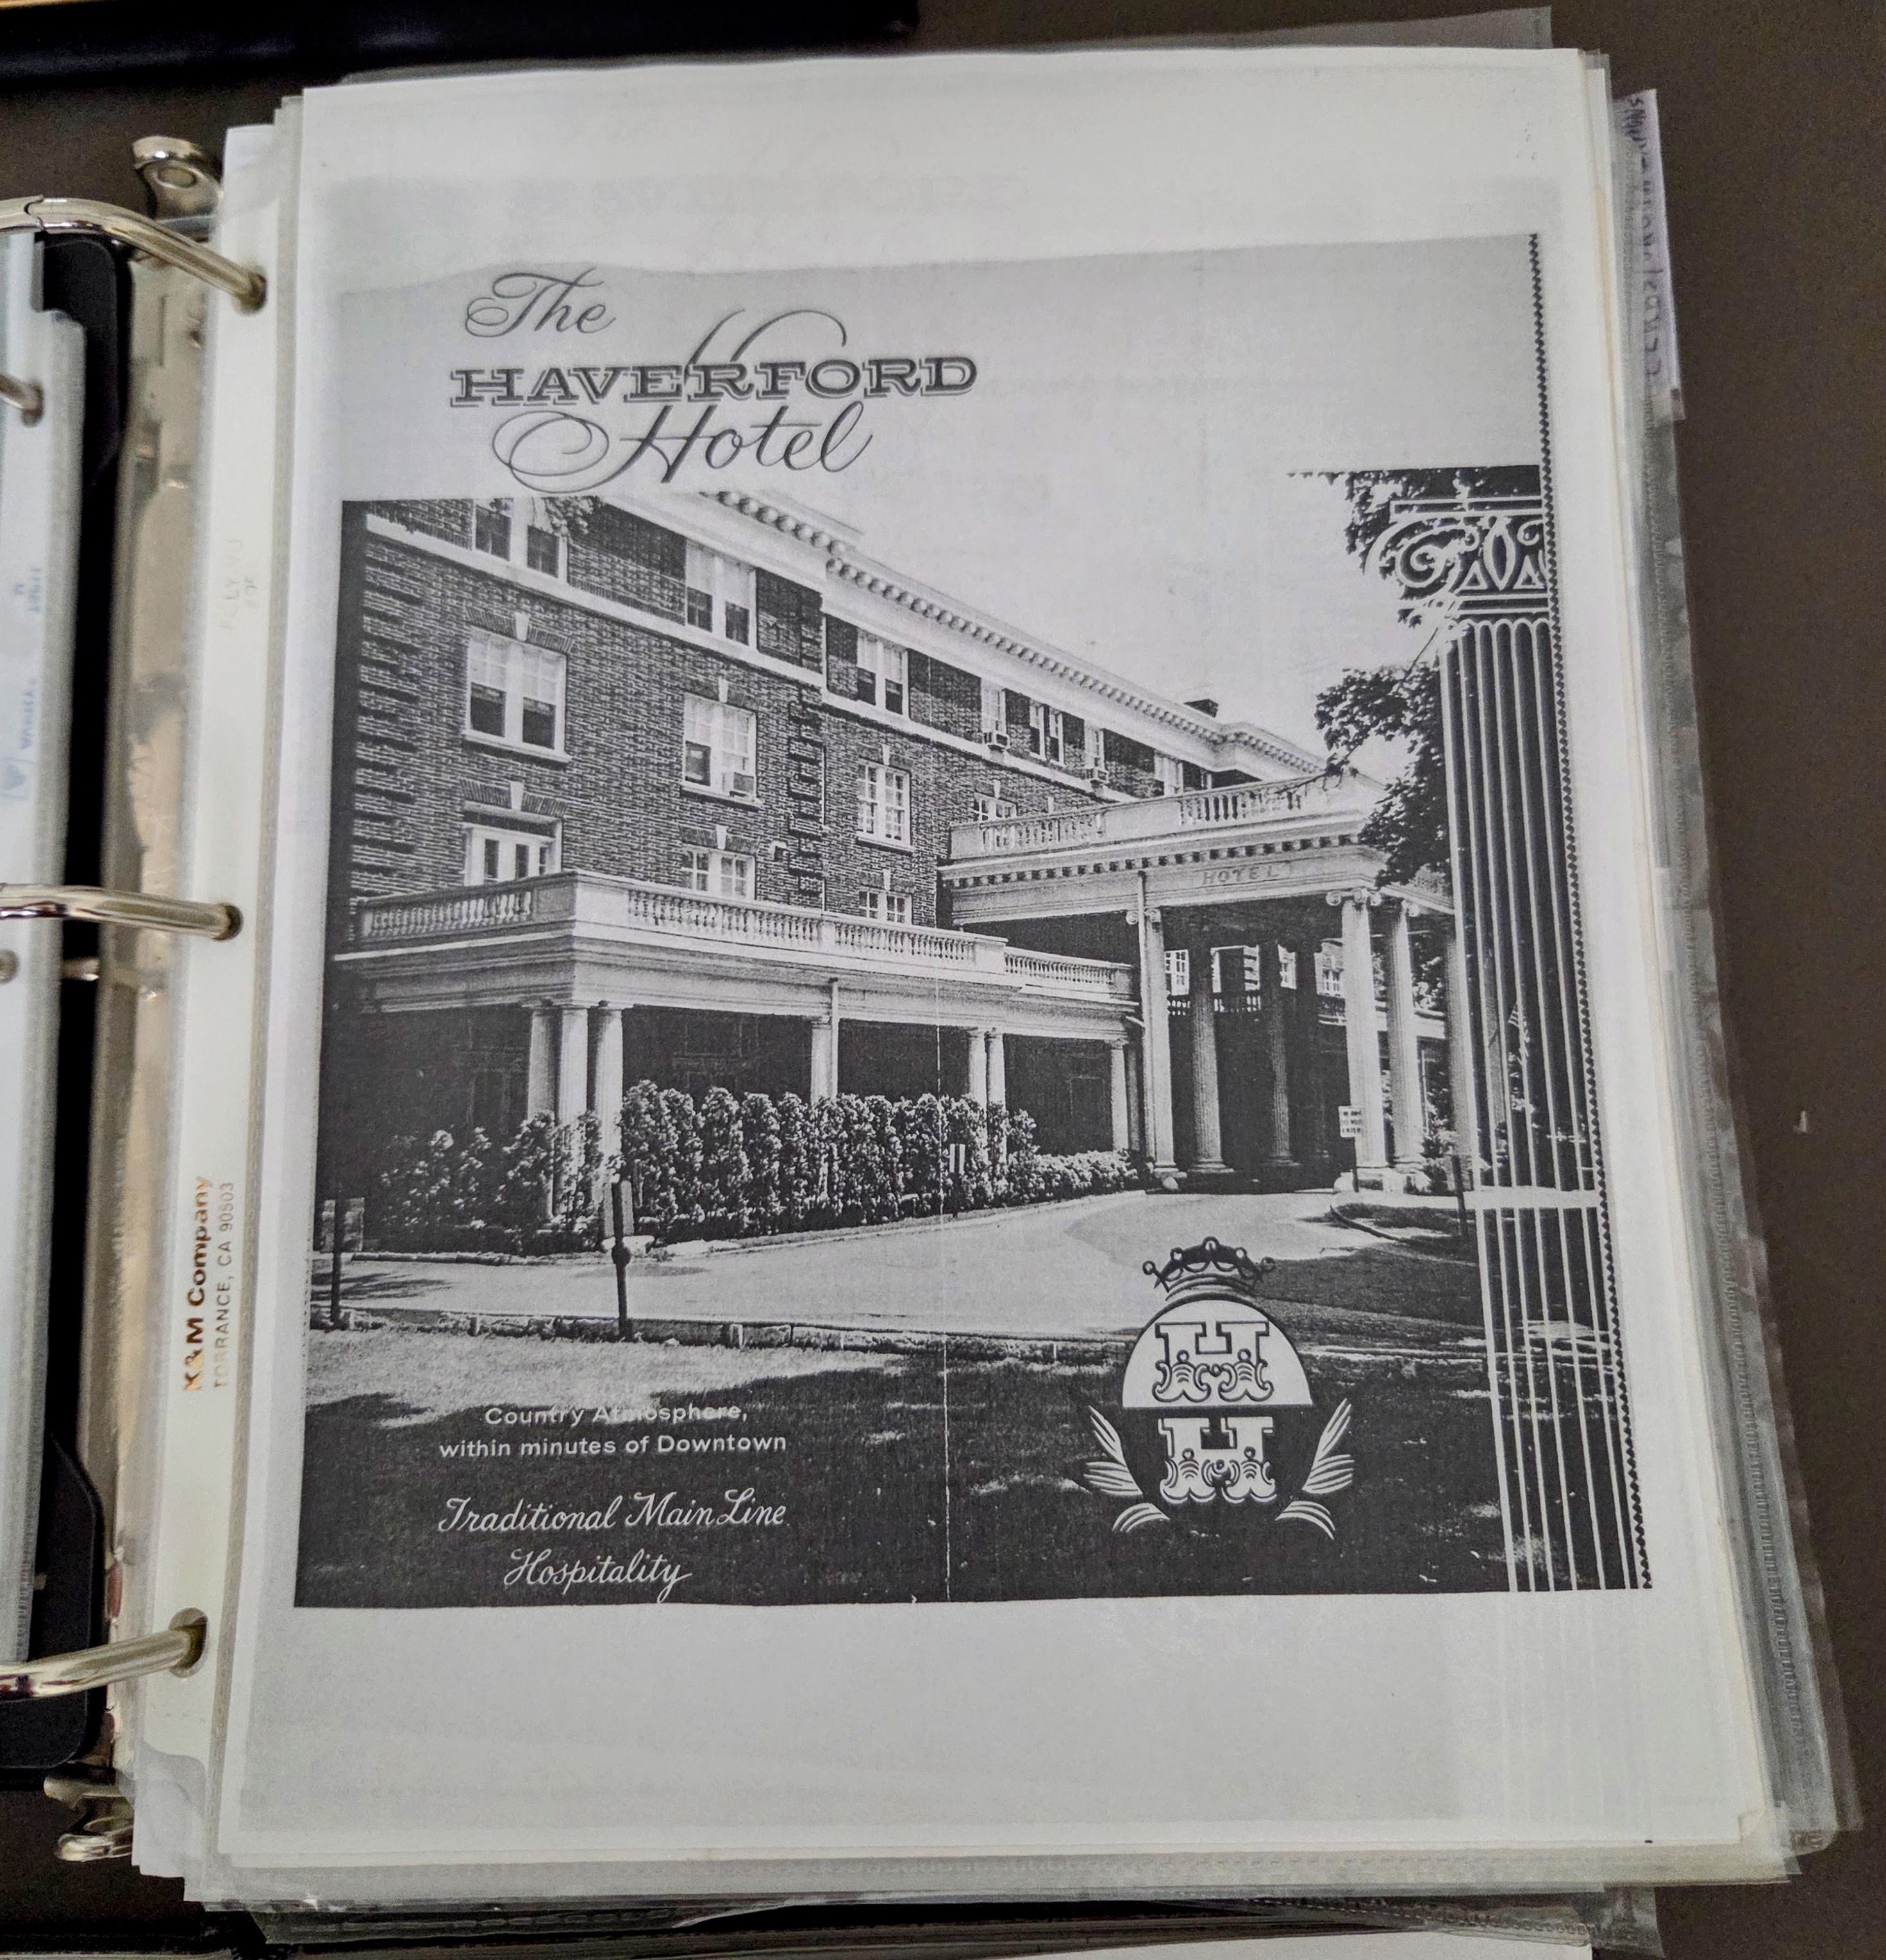 The
HAVERFORD
Hotel
HOTEL
H
H
Country Atmosphere,
within minutes of Downtown
Traditional Main Line
Hospitality
K&M Company
TORRANCE, CA 90503